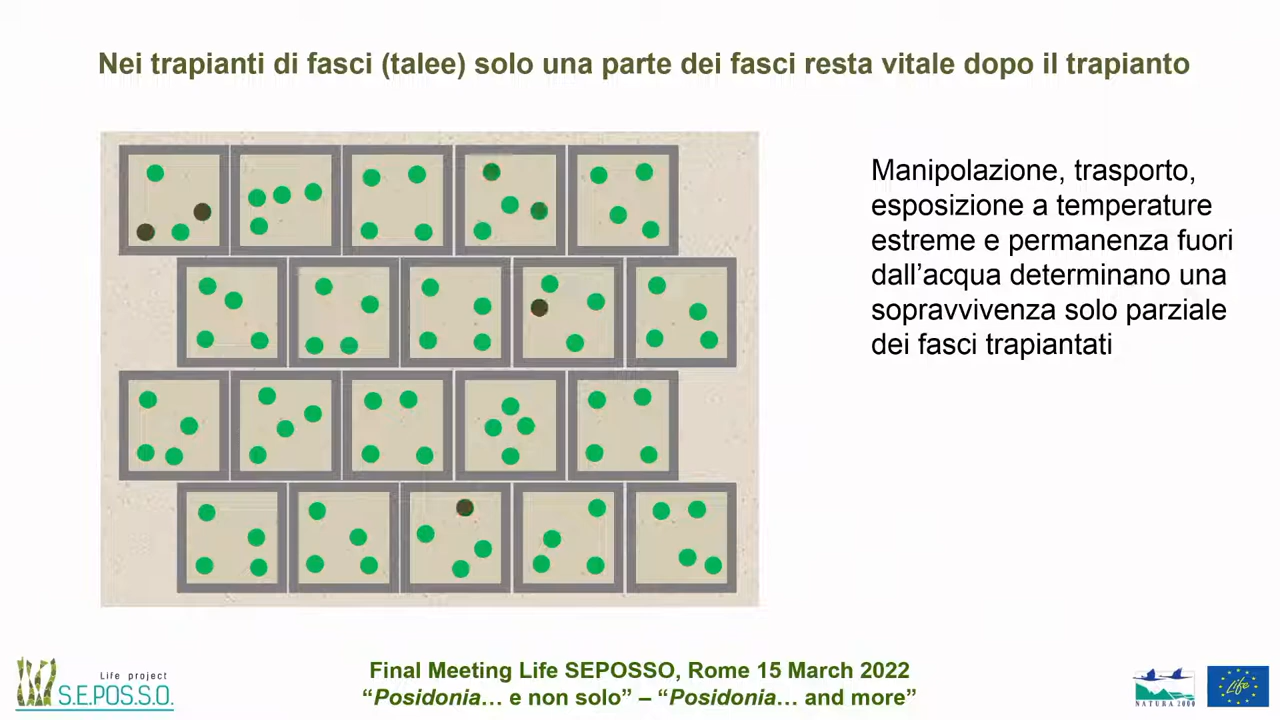 Nei trapianti di fasci (talee) solo una parte dei fasci resta vitale dopo il trapianto
Manipolazione, trasporto,
esposizione a temperature
estreme e permanenza fuori
dall’acqua determinano una
sopravvivenza solo parziale
dei fasci trapiantati
Life project
S.E.POS.S.O.
Final Meeting Life SEPOSSO, Rome 15 March 2022
“Posidonia… e non solo” – “Posidonia… and more”
NATURA 2000
Life